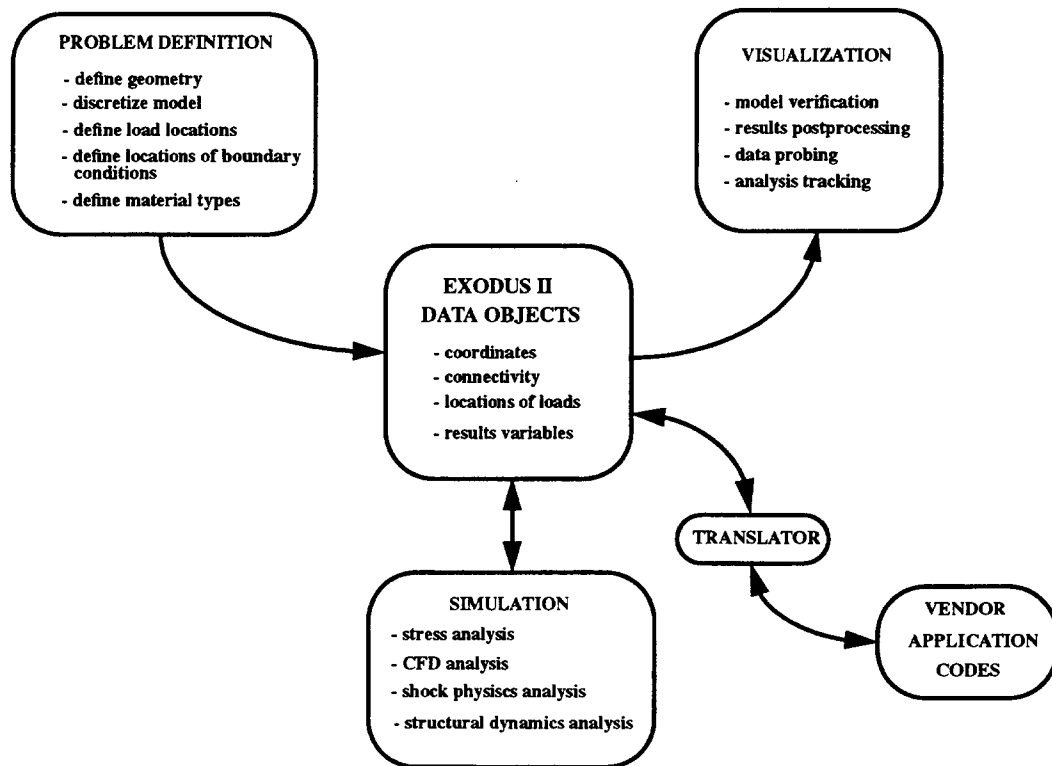 PROBLEM DEFINITION
- define geometry
- discretize model
- define load locations
- define locations of boundary
conditions
- define material types
VISUALIZATION
- model verification
- results postprocessing
- data probing
- analysis tracking
EXODUS II
DATA OBJECTS
- coordinates
- connectivity
- locations of loads
- results variables
TRANSLATOR
VENDOR
APPLICATION
CODES
SIMULATION
- stress analysis
- CFD analysis
- shock physiscs analysis
- structural dynamics analysis